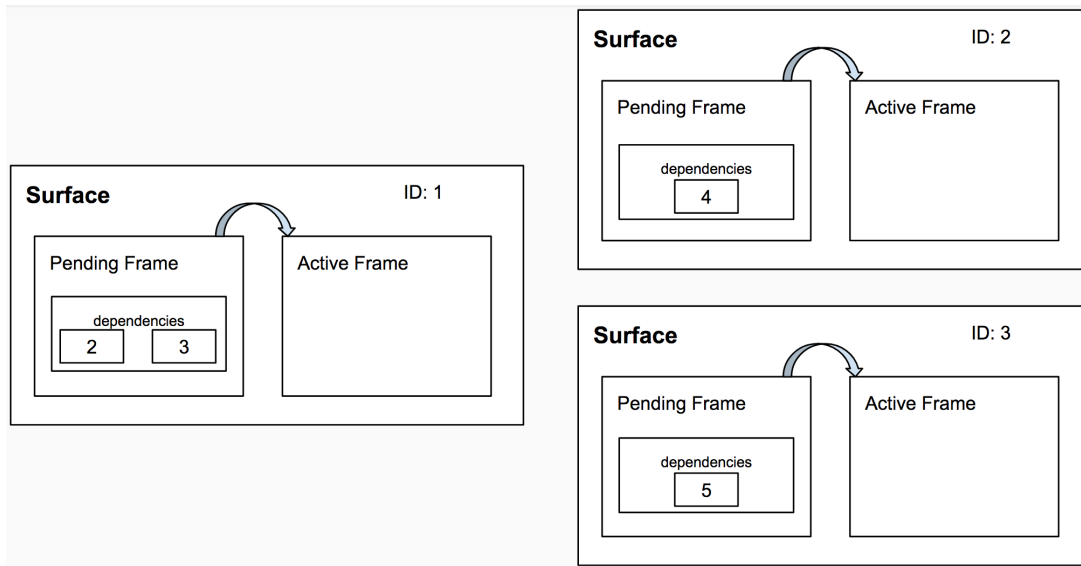 Surface ID: 1
Pending Frame
Active Frame
dependencies
2 3
Surface ID: 2
Pending Frame
Active Frame
dependencies
4
Surface ID: 3
Pending Frame
Active Frame
dependencies
5